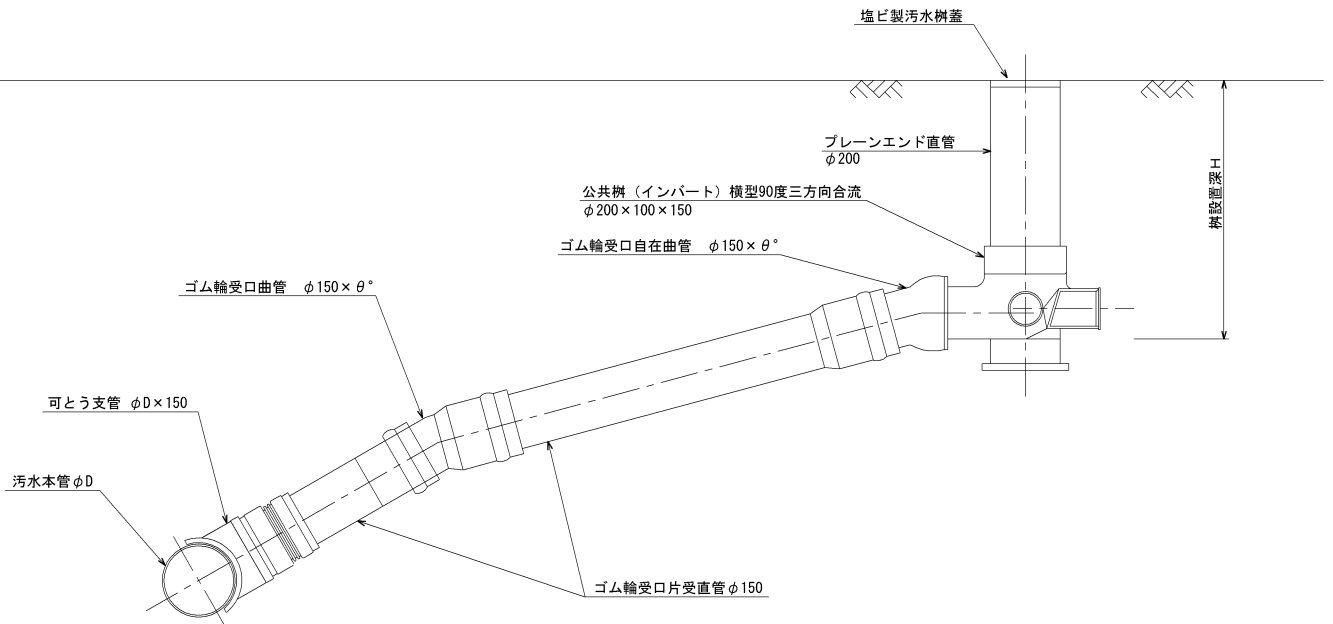 塩ビ製汚水桝蓋
プレーンエンド直管
φ200
公共桝（インバート）横型90度三方向合流
φ200×100×150
桝設置深H
ゴム輪受口自在曲管　φ150×θ°
ゴム輪受口曲管　φ150×θ°
可とう支管 φD×150
汚水本管φD
ゴム輪受口片受直管φ150